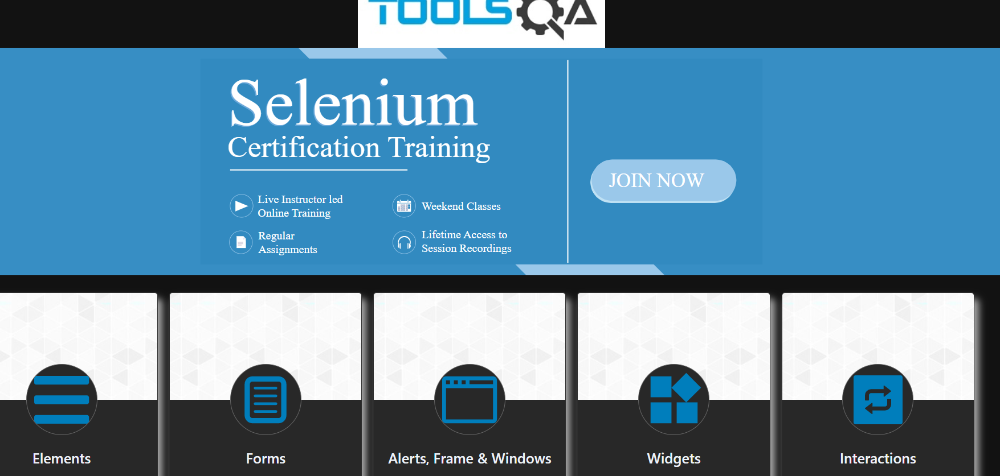 TOOLSQA
Selenium
Certification Training
Live Instructor led
Online Training
Weekend Classes
Regular
Assignments
Lifetime Access to
Session Recordings
JOIN NOW
Elements
Forms
Alerts, Frame & Windows
Widgets
Interactions